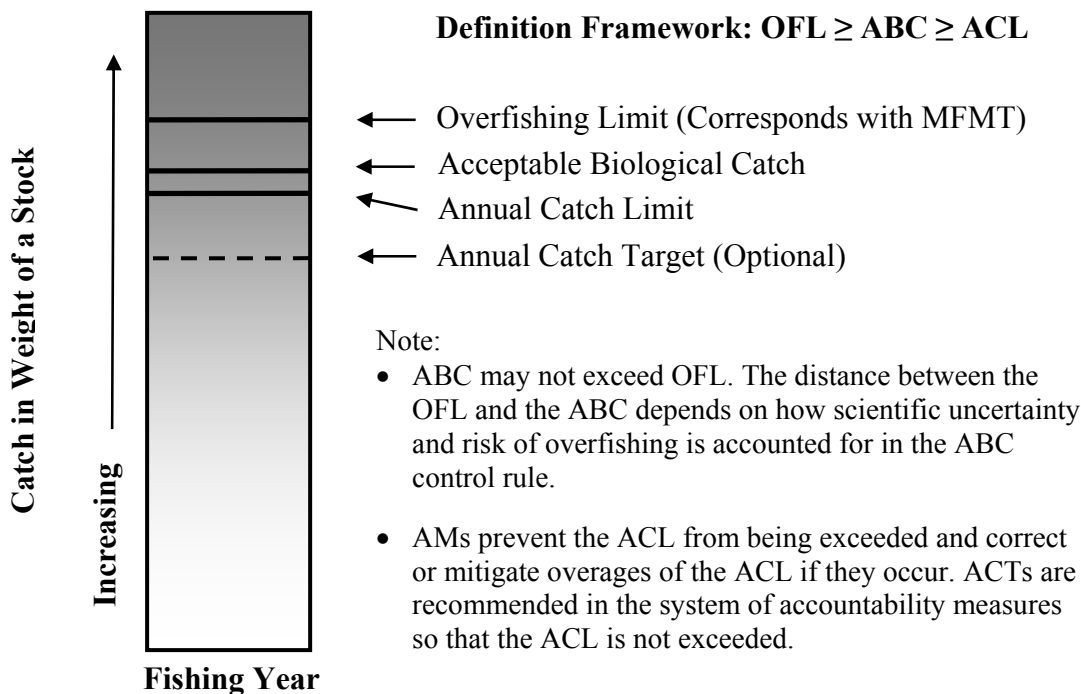 Definition Framework: OFL ≥ ABC ≥ ACL
Catch in Weight of a Stock
Increasing
Overfishing Limit (Corresponds with MFMT)
Acceptable Biological Catch
Annual Catch Limit
Annual Catch Target (Optional)
Note:
• ABC may not exceed OFL. The distance between the
OFL and the ABC depends on how scientific uncertainty
and risk of overfishing is accounted for in the ABC
control rule.
• AMs prevent the ACL from being exceeded and correct
or mitigate overages of the ACL if they occur. ACTs are
recommended in the system of accountability measures
so that the ACL is not exceeded.
Fishing Year